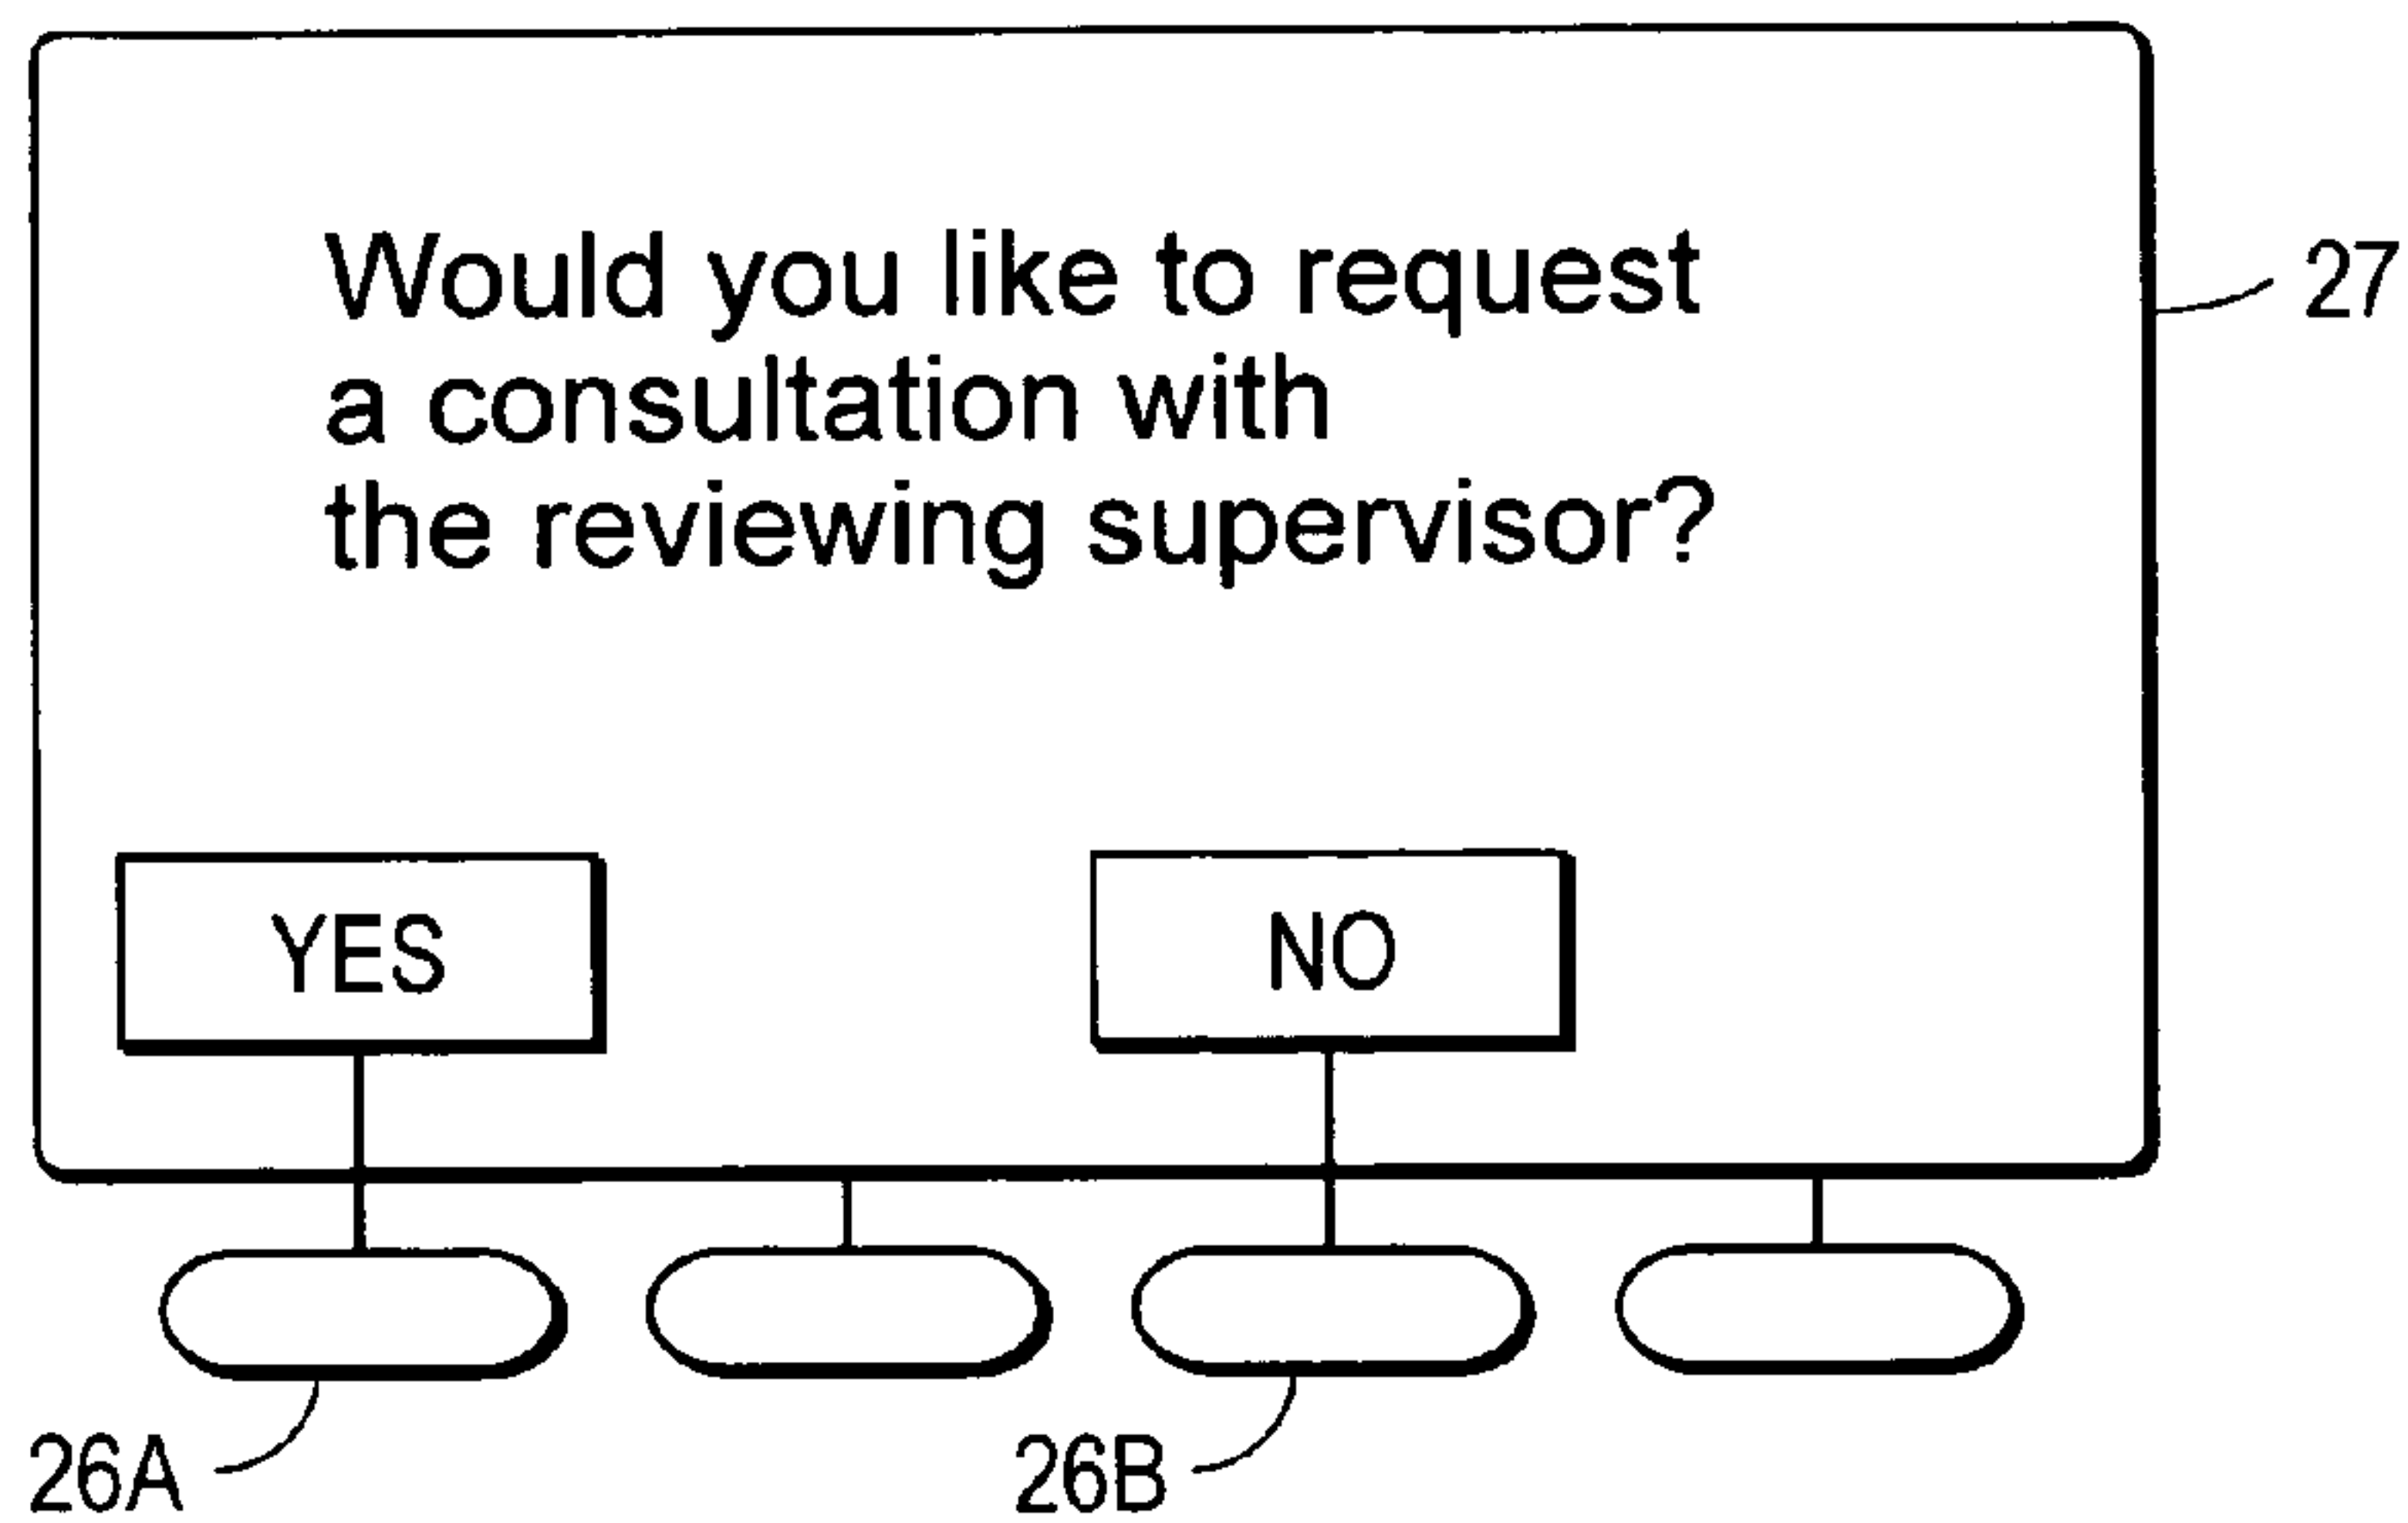 Would you like to request
a consultation with
the reviewing supervisor?
27
YES
NO
26A
26B